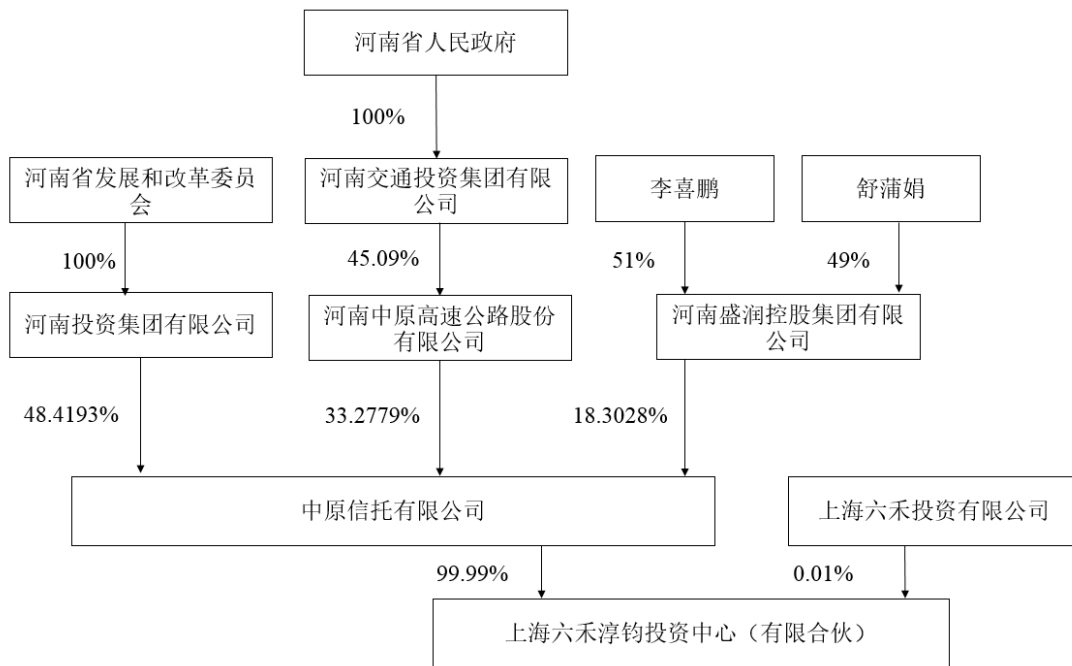 河南省人民政府
100%
河南省发展和改革委员
会
河南交通投资集团有限
公司
李喜鹏
舒蒲娟
100%
45.09%
51%
49%
河南投资集团有限公司
河南中原高速公路股份
有限公司
河南盛润控股集团有限
公司
48.4193%
33.2779%
18.3028%
中原信托有限公司
上海六禾投资有限公司
99.99%
0.01%
上海六禾淳钧投资中心（有限合伙）